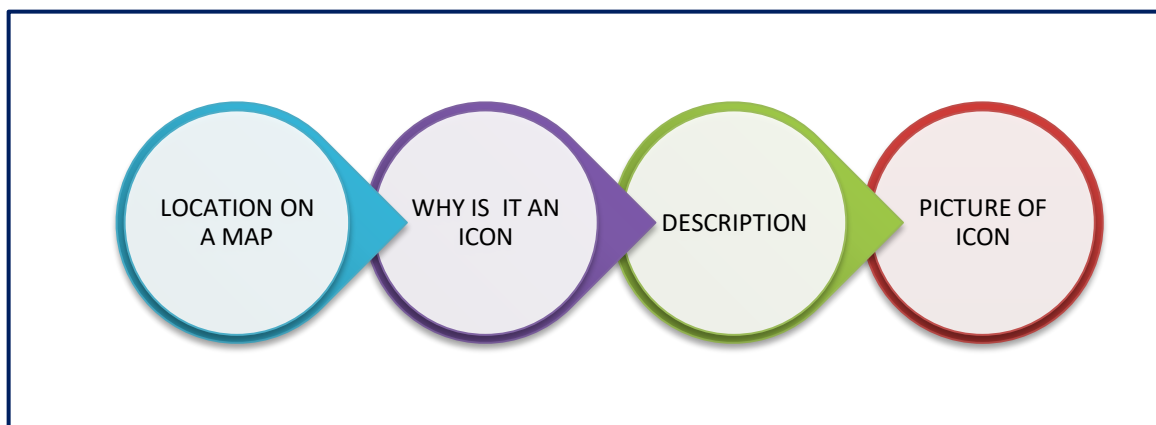 LOCATION ON
A MAP
WHY IS  IT AN
ICON
DESCRIPTION
PICTURE OF
ICON